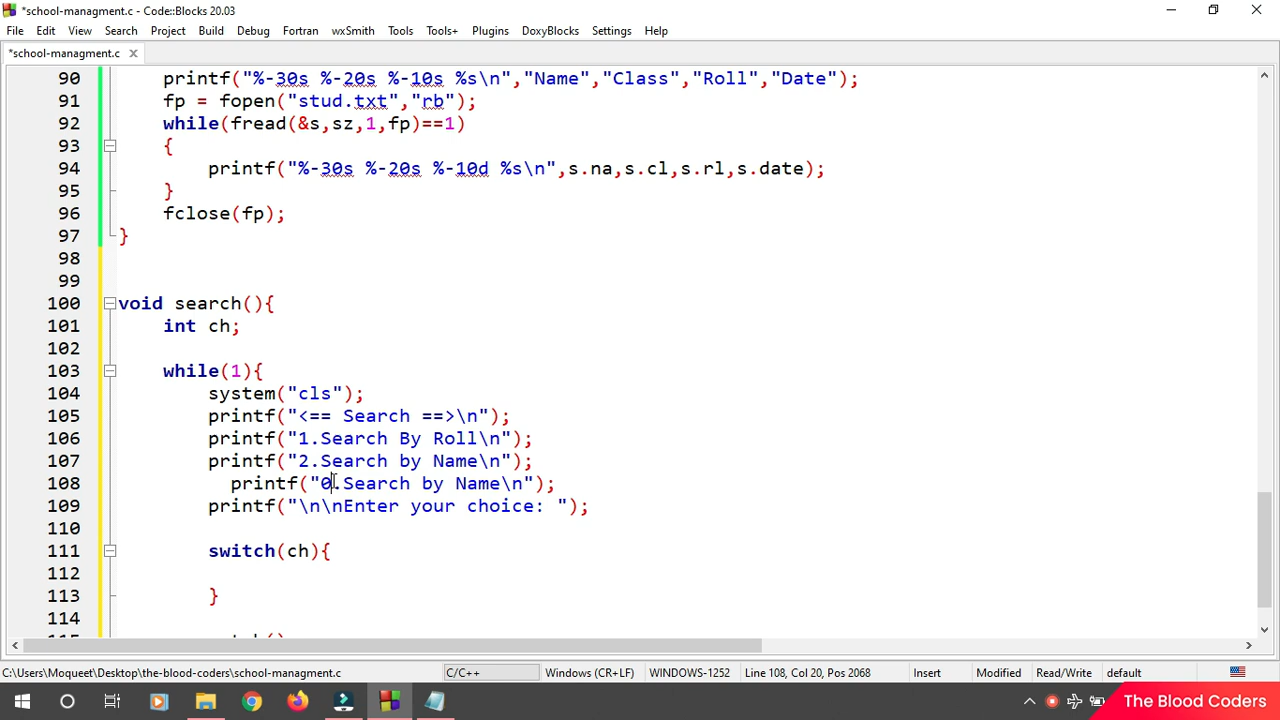 *school-managment.c - Code::Blocks 20.03
File Edit View Search Project Build Debug Fortran wxSmith Tools Tools+ Plugins DoxyBlocks Settings Help
*school-managment.c
90 printf("%-30s %-20s %-10s %s\n","Name","Class","Roll","Date");
91 fp = fopen("stud.txt","rb");
92 while(fread(&s,sz,1,fp)==1)
93 {
94 printf("%-30s %-20s %-10d %s\n",s.na,s.cl,s.rl,s.date);
95 }
96 fclose(fp);
97 }
98
99
100 void search(){
101 int ch;
102
103 while(1){
104 system("cls");
105 printf("<== Search ==>\n");
106 printf("1.Search By Roll\n");
107 printf("2.Search by Name\n");
108 printf("0.Search by Name\n");
109 printf("\n\nEnter your choice: ");
110
111 switch(ch){
112
113 }
114
C:\Users\Moqueet\Desktop\the-blood-coders\school-managment.c C/C++ Windows (CR+LF) WINDOWS-1252 Line 108, Col 20, Pos 2068 Insert Modified Read/Write default
The Blood Coders